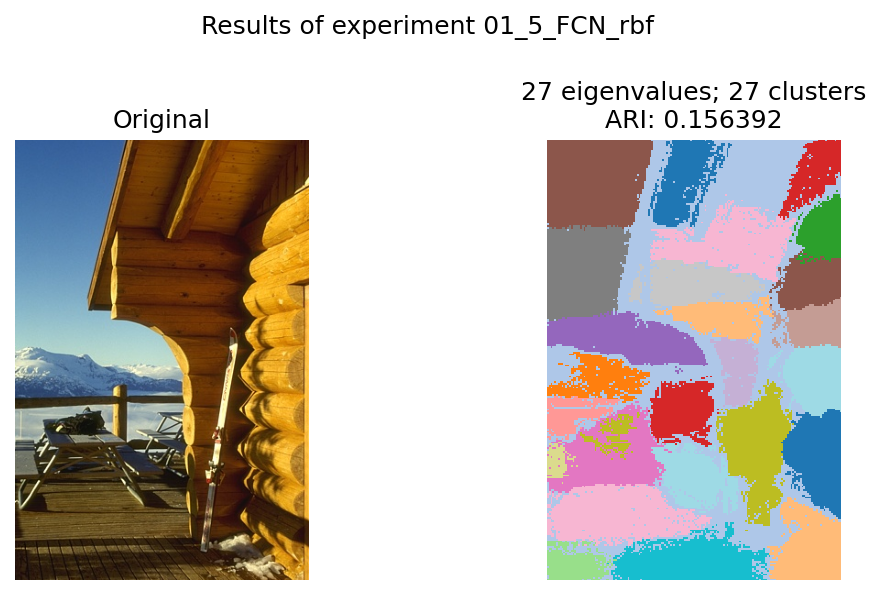 Results of experiment 01_5_FCN_rbf
Original
27 eigenvalues; 27 clusters
ARI: 0.156392